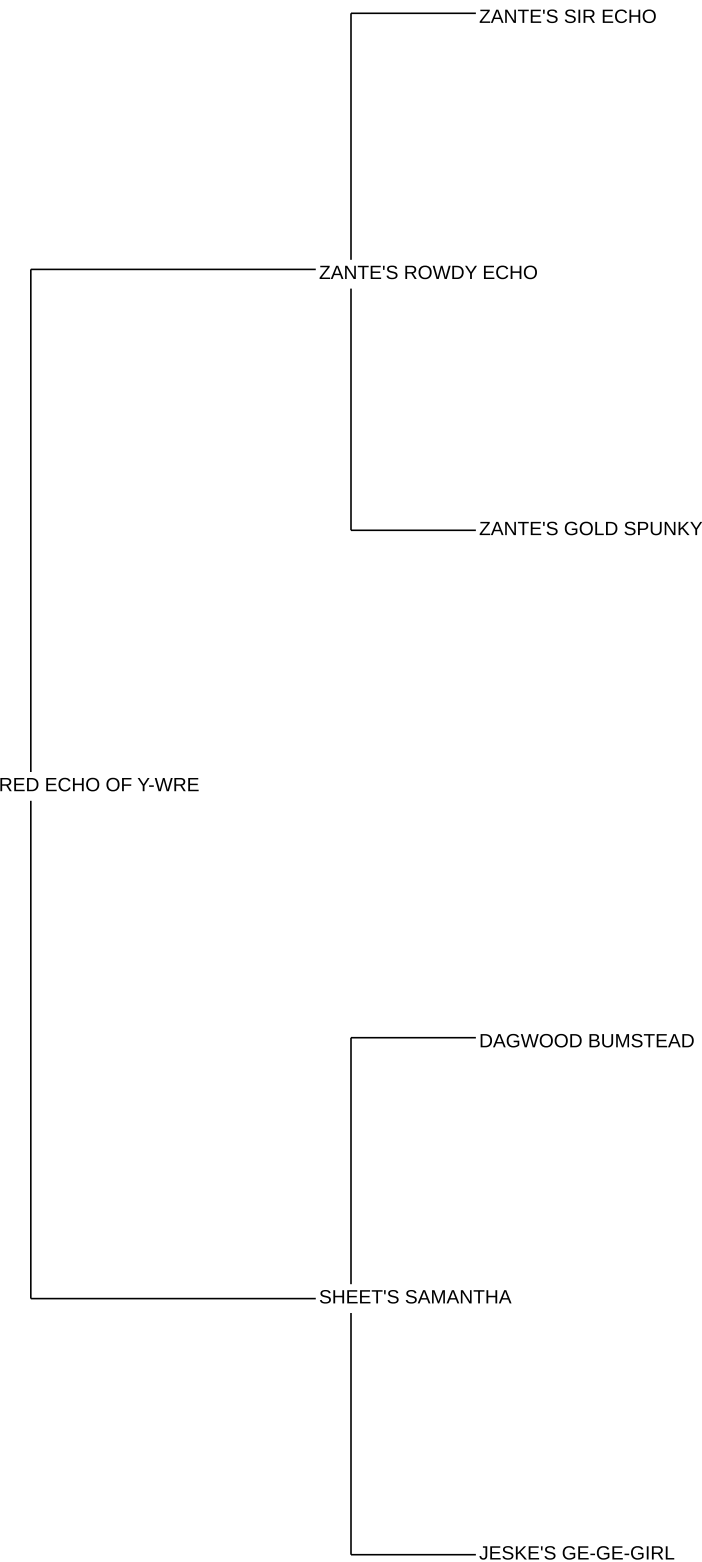 ZANTE'S SIR ECHO
ZANTE'S ROWDY ECHO
ZANTE'S GOLD SPUNKY
RED ECHO OF Y-WRE
DAGWOOD BUMSTEAD
SHEET'S SAMANTHA
JESKE'S GE-GE-GIRL